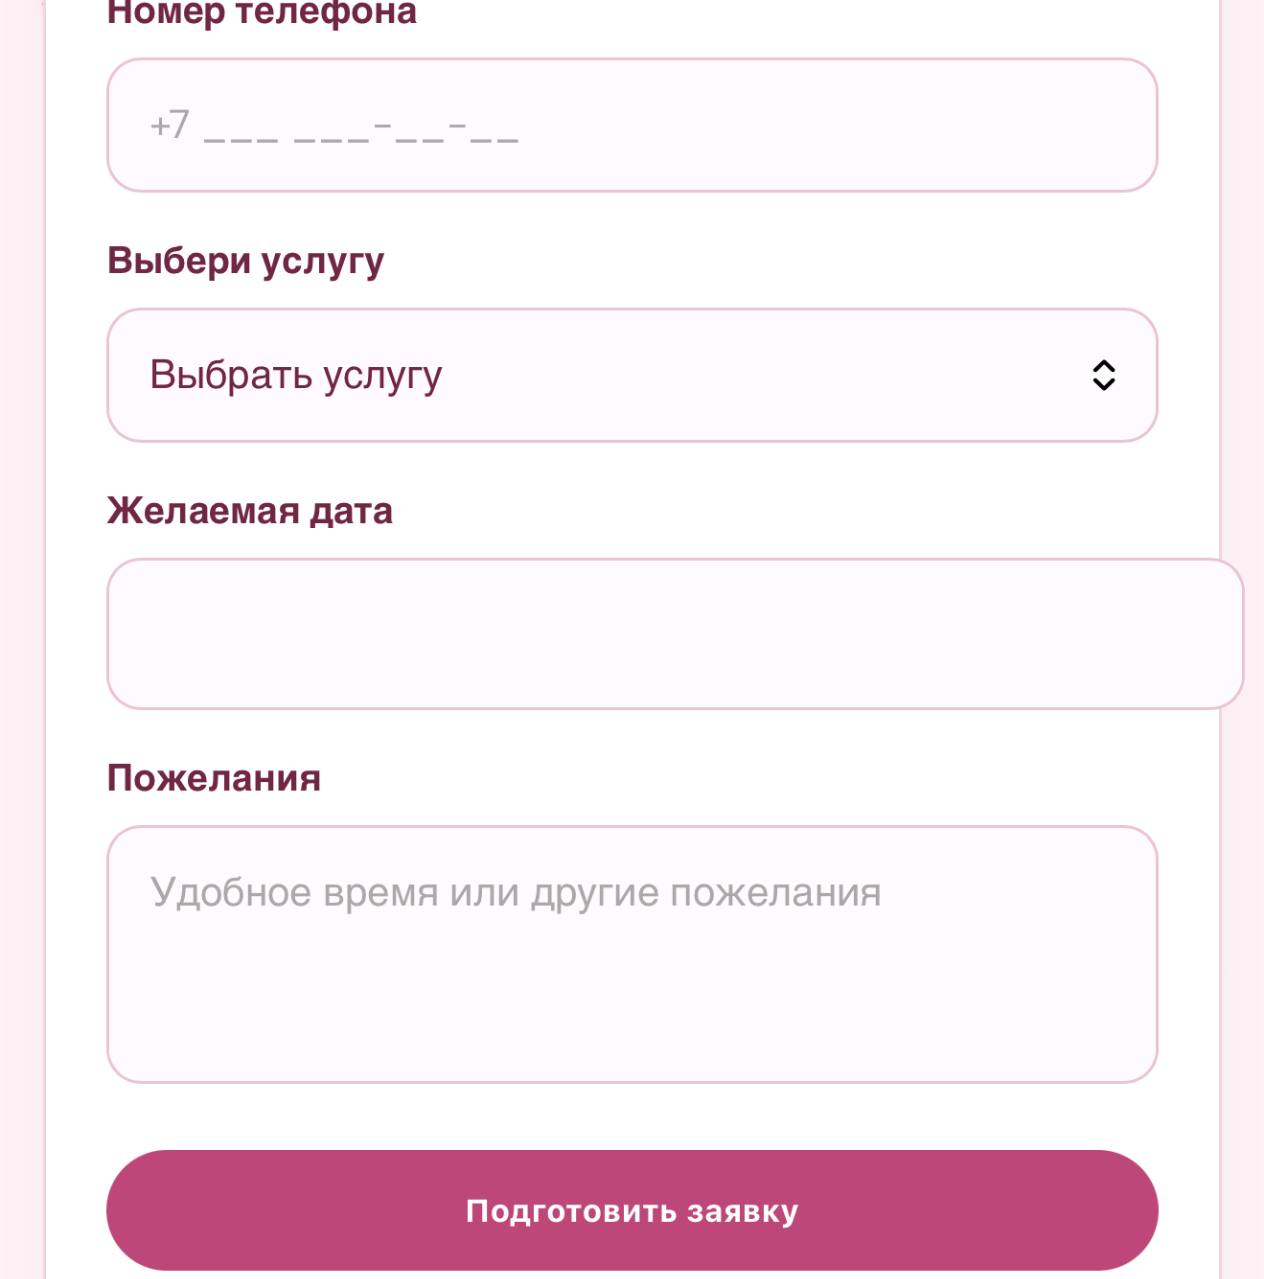 Номер телефона
+7 ___ ___-__-__
Выбери услугу
Выбрать услугу
Желаемая дата
Пожелания
Удобное время или другие пожелания
Подготовить заявку